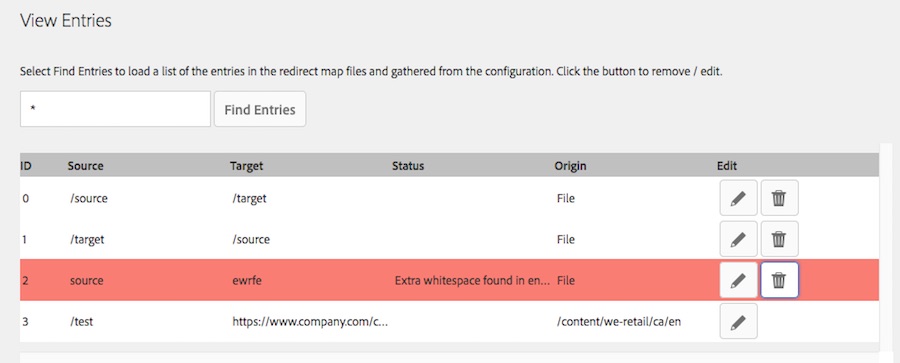 View Entries
Select Find Entries to load a list of the entries in the redirect map files and gathered from the configuration. Click the button to remove / edit.
* Find Entries
ID Source Target Status Origin Edit
0 /source /target File
1 /target /source File
2 source ewrfe Extra whitespace found in en... File
3 /test https://www.company.com/c... /content/we-retail/ca/en